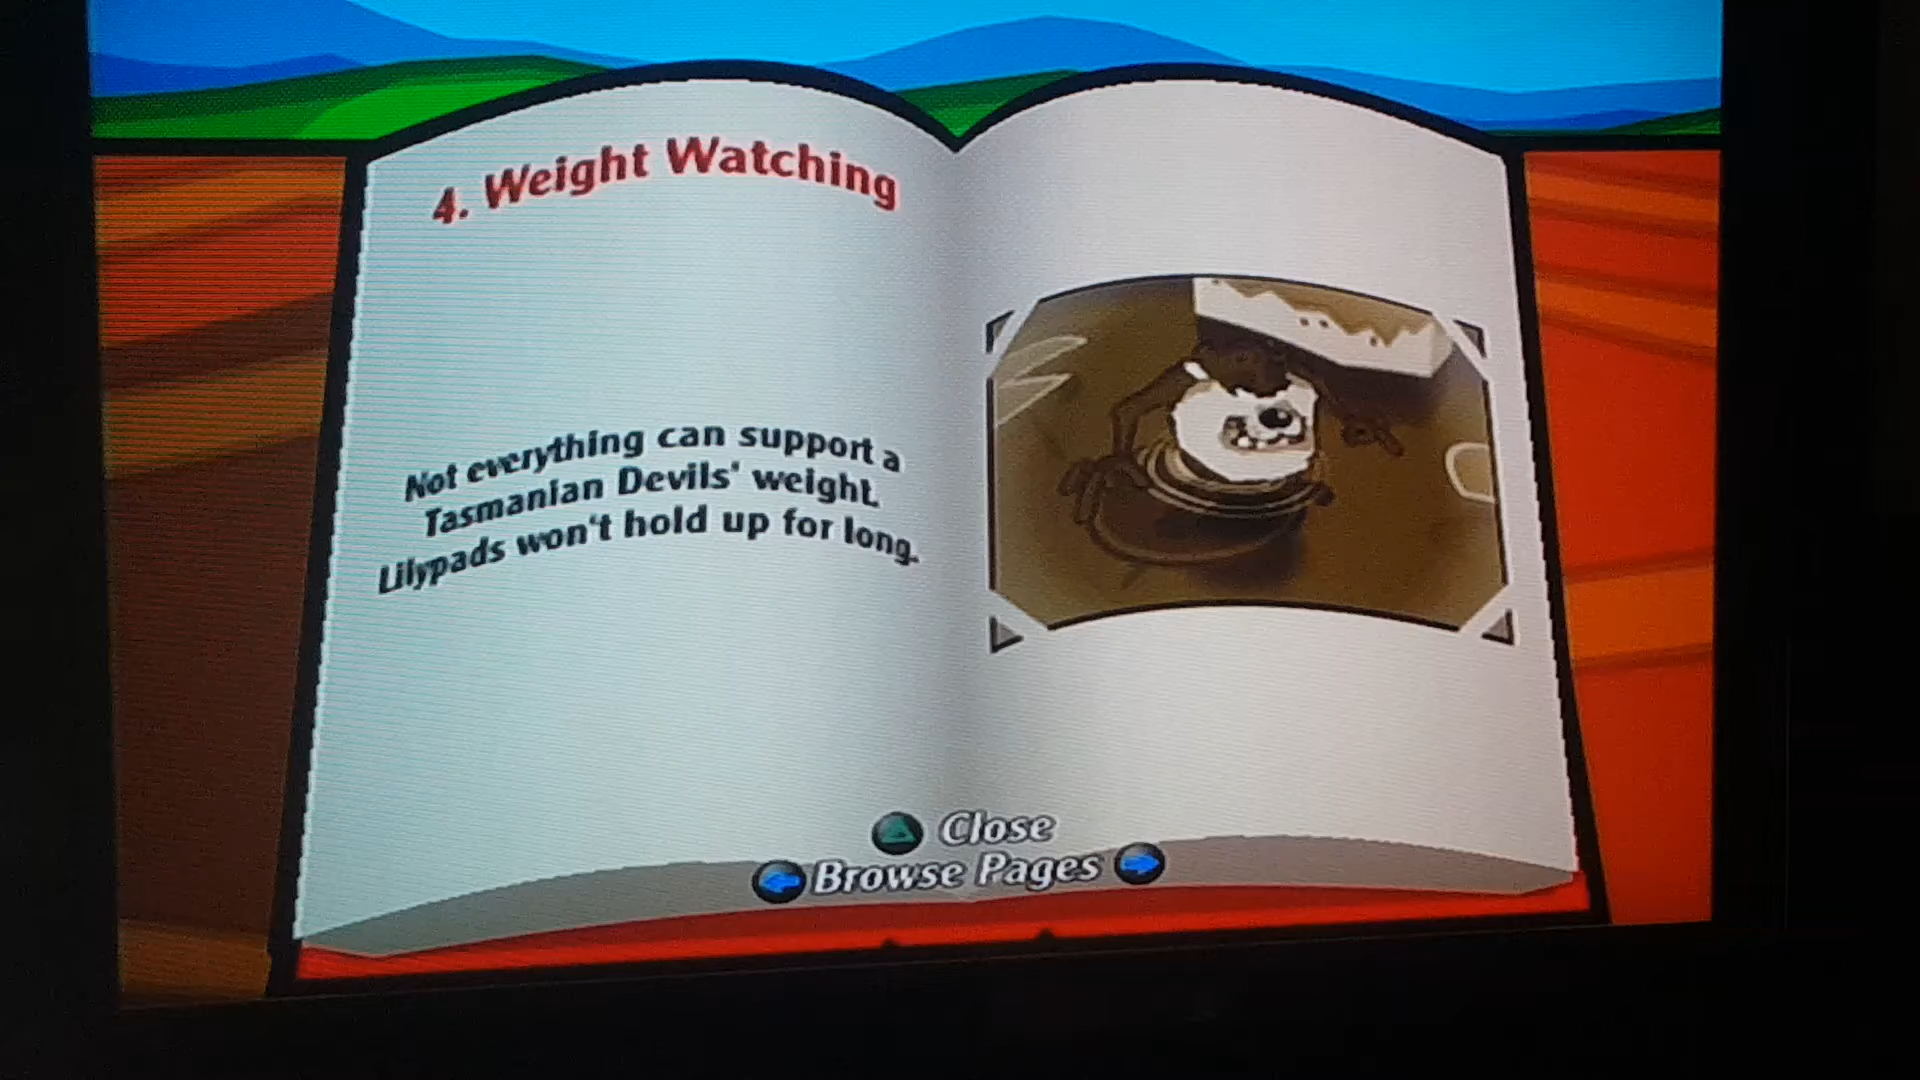 4. Weight Watching
Not everything can support a
Tasmanian Devils' weight.
Lilypads won't hold up for long.
Close
Browse Pages